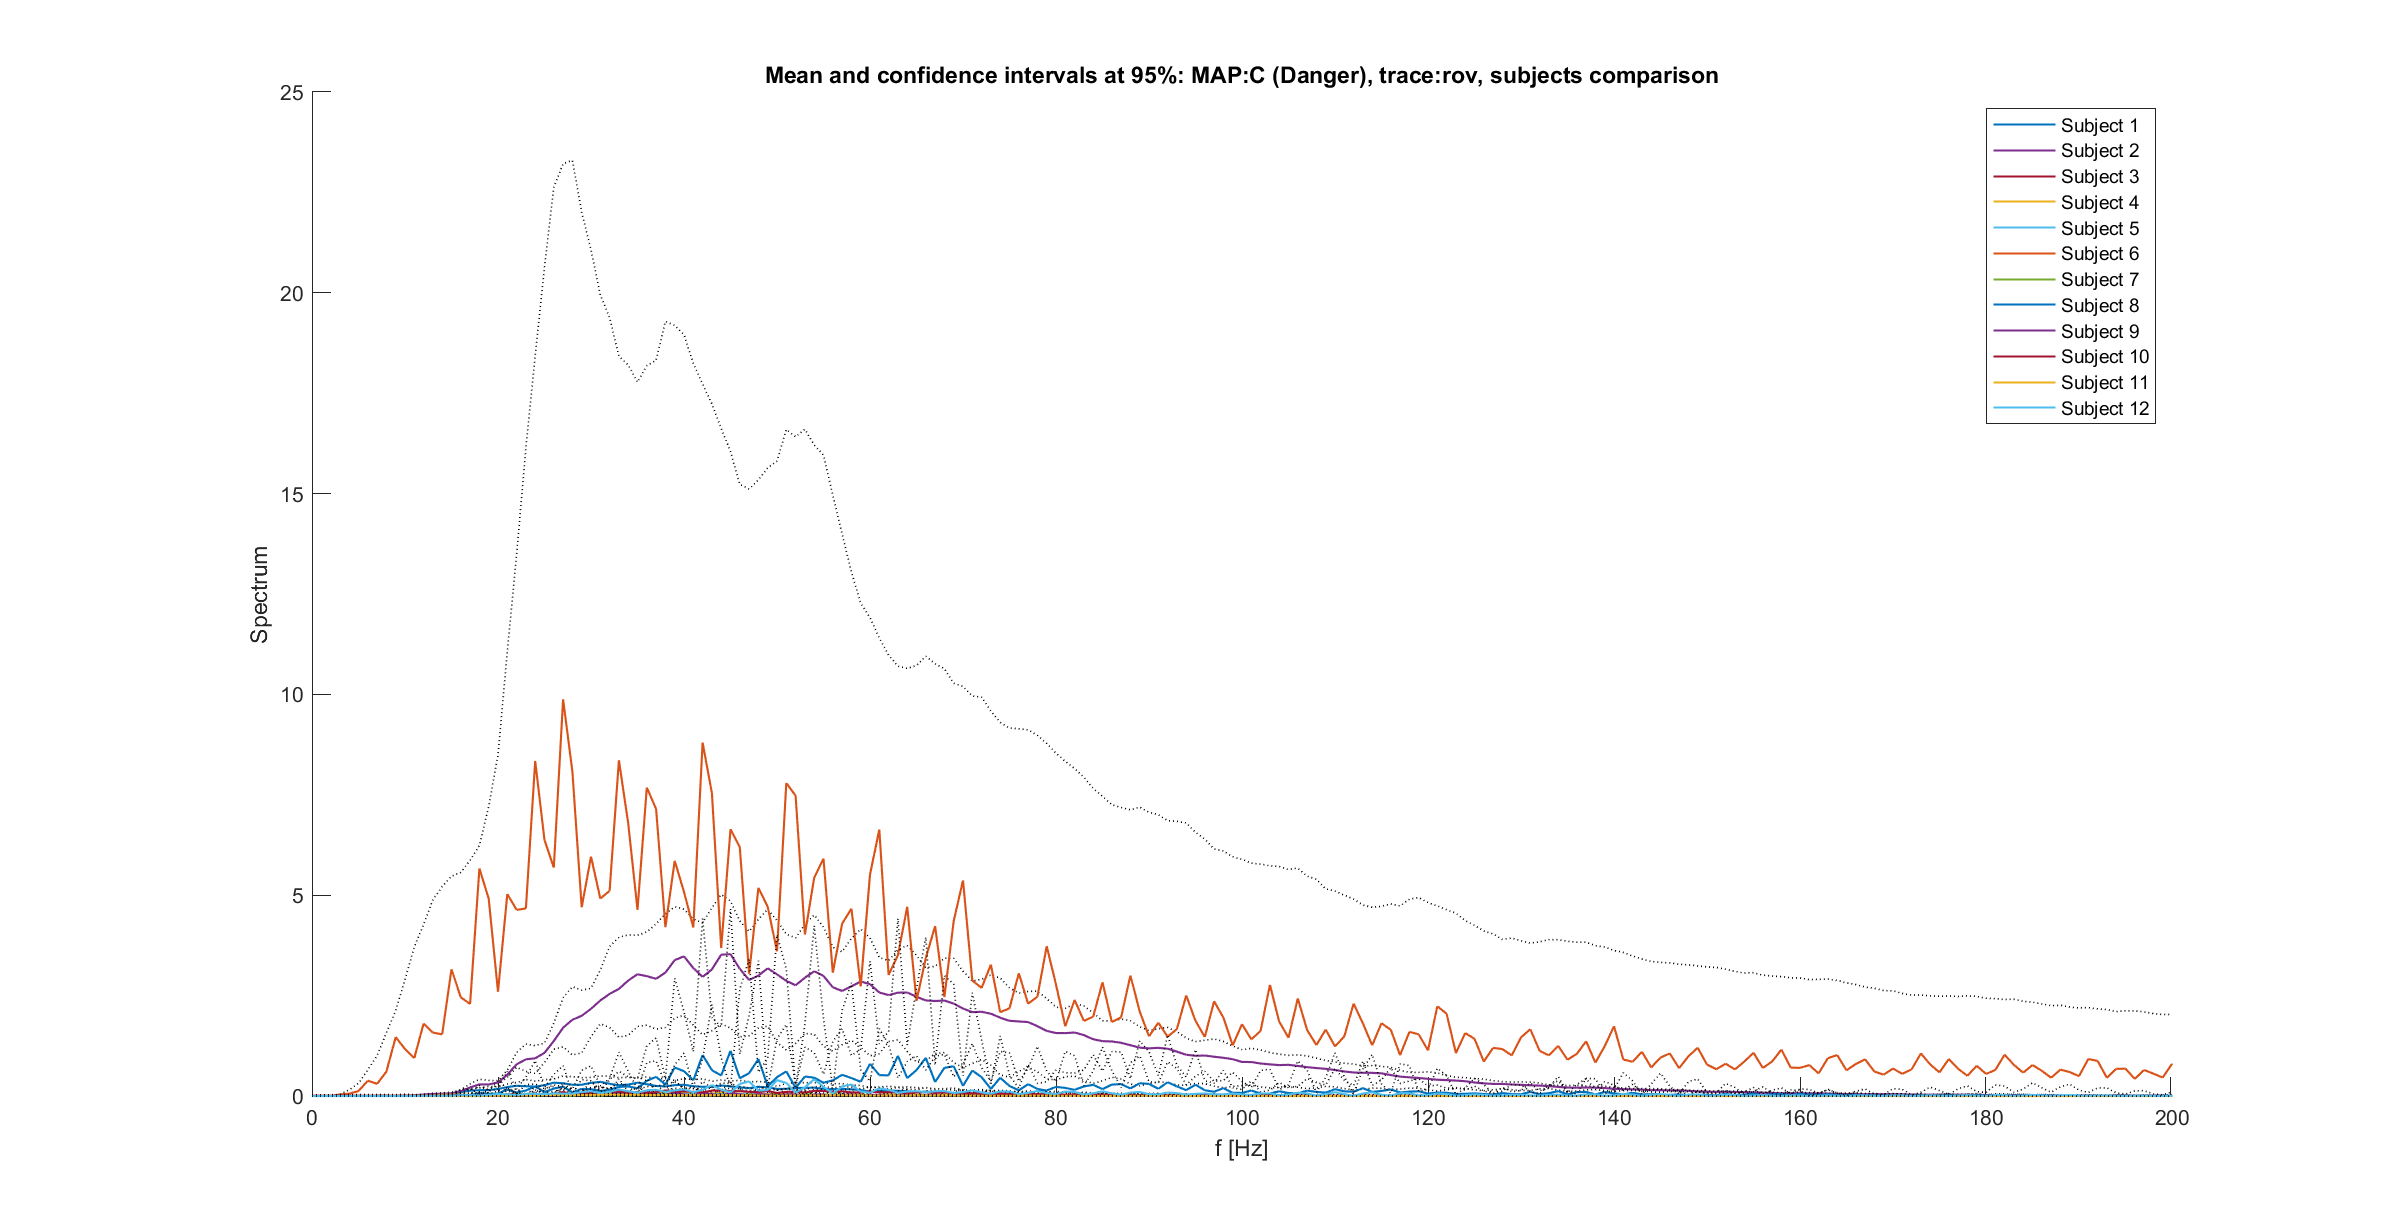 Mean and confidence intervals at 95%: MAP:C (Danger), trace:rov, subjects comparison
25
20
15
10
5
0
Spectrum
Subject 1
Subject 2
Subject 3
Subject 4
Subject 5
Subject 6
Subject 7
Subject 8
Subject 9
Subject 10
Subject 11
Subject 12
0 20 40 60 80 100 120 140 160 180 200
f [Hz]